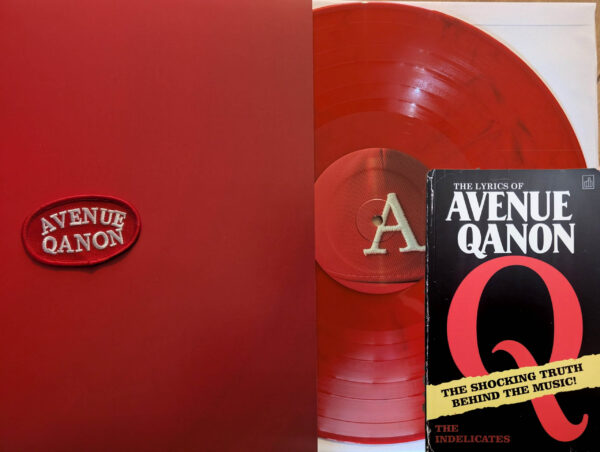 AVENUE
QANON
A
THE LYRICS OF
AVENUE
QANON
Q
THE SHOCKING TRUTH
BEHIND THE MUSIC!
THE
INDELICATES